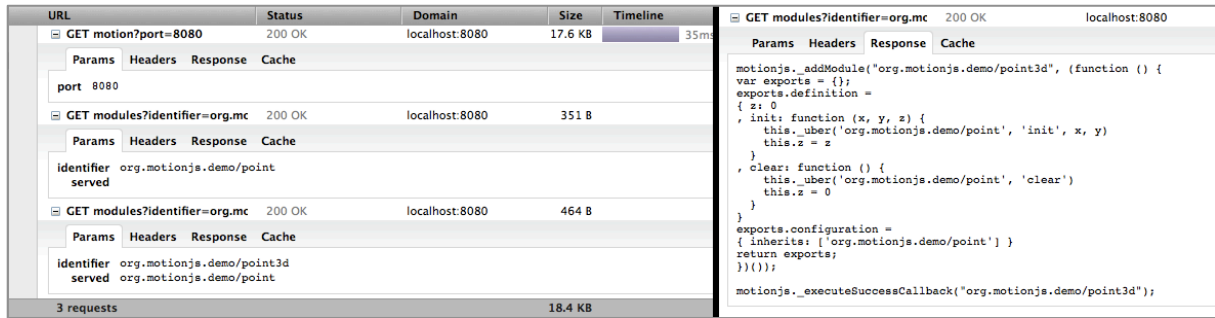 URL Status Domain Size Timeline
GET motion?port=8080 200 OK localhost:8080 17.6 KB 35ms
Params Headers Response Cache
port 8080
GET modules?identifier=org.mc 200 OK localhost:8080 351 B
Params Headers Response Cache
identifier org.motionjs.demo/point
served
GET modules?identifier=org.mc 200 OK localhost:8080 464 B
Params Headers Response Cache
identifier org.motionjs.demo/point3d
served org.motionjs.demo/point
3 requests 18.4 KB
GET modules?identifier=org.mc 200 OK localhost:8080
Params Headers Response Cache
motionjs._addModule("org.motionjs.demo/point3d", (function () {
var exports = {};
exports.definition =
{ z: 0
, init: function (x, y, z) {
this._uber('org.motionjs.demo/point', 'init', x, y)
this.z = z
}
, clear: function () {
this._uber('org.motionjs.demo/point', 'clear')
this.z = 0
}
}
exports.configuration =
{ inherits: ['org.motionjs.demo/point'] }
return exports;
})());
motionjs._executeSuccessCallback("org.motionjs.demo/point3d");